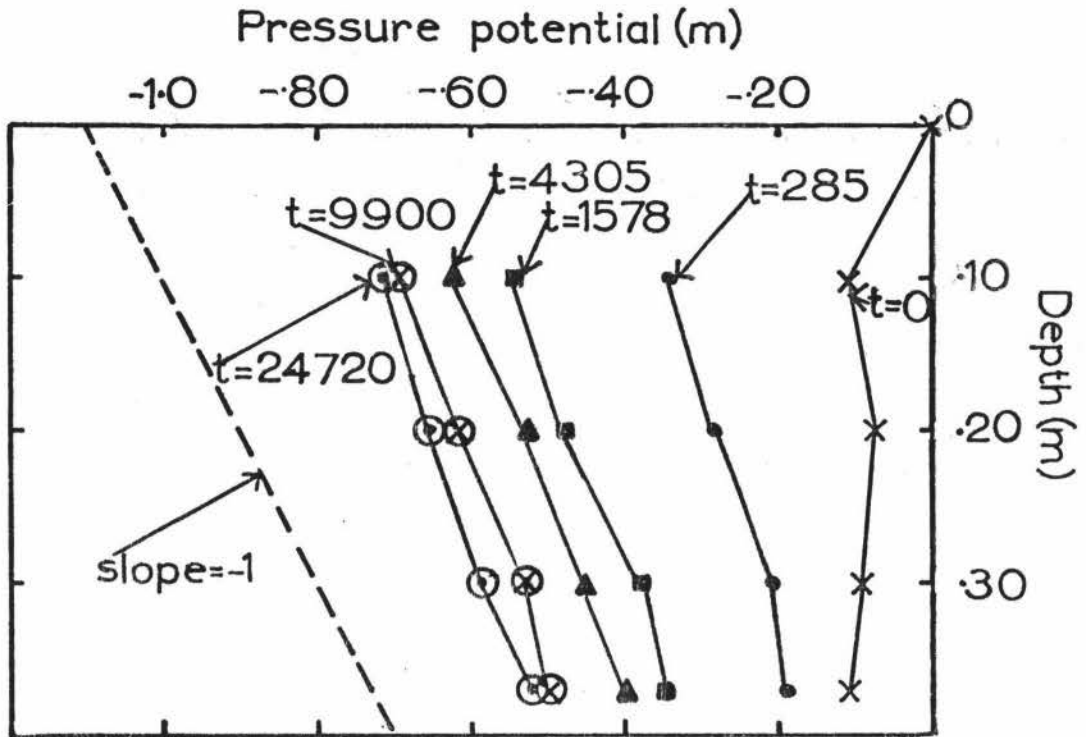 Pressure potential (m)
-1·0 -·80 -·60 -·40 -·20 0
t=4305
t=9900 t=1578 t=285
·10
t=0
t=24720
·20
slope=-1
·30
Depth (m)